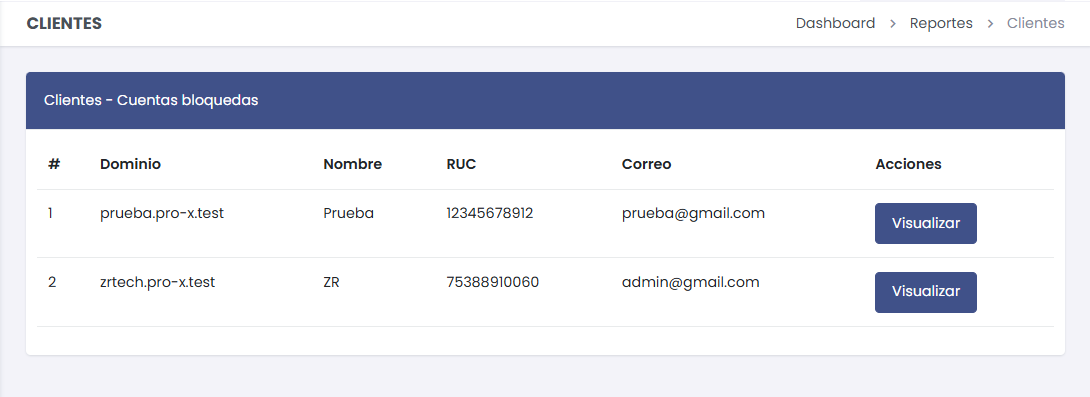 CLIENTES
Dashboard > Reportes > Clientes
Clientes - Cuentas bloquedas
# Dominio Nombre RUC Correo Acciones
1 prueba.pro-x.test Prueba 12345678912 prueba@gmail.com Visualizar
2 zrtech.pro-x.test ZR 75388910060 admin@gmail.com Visualizar